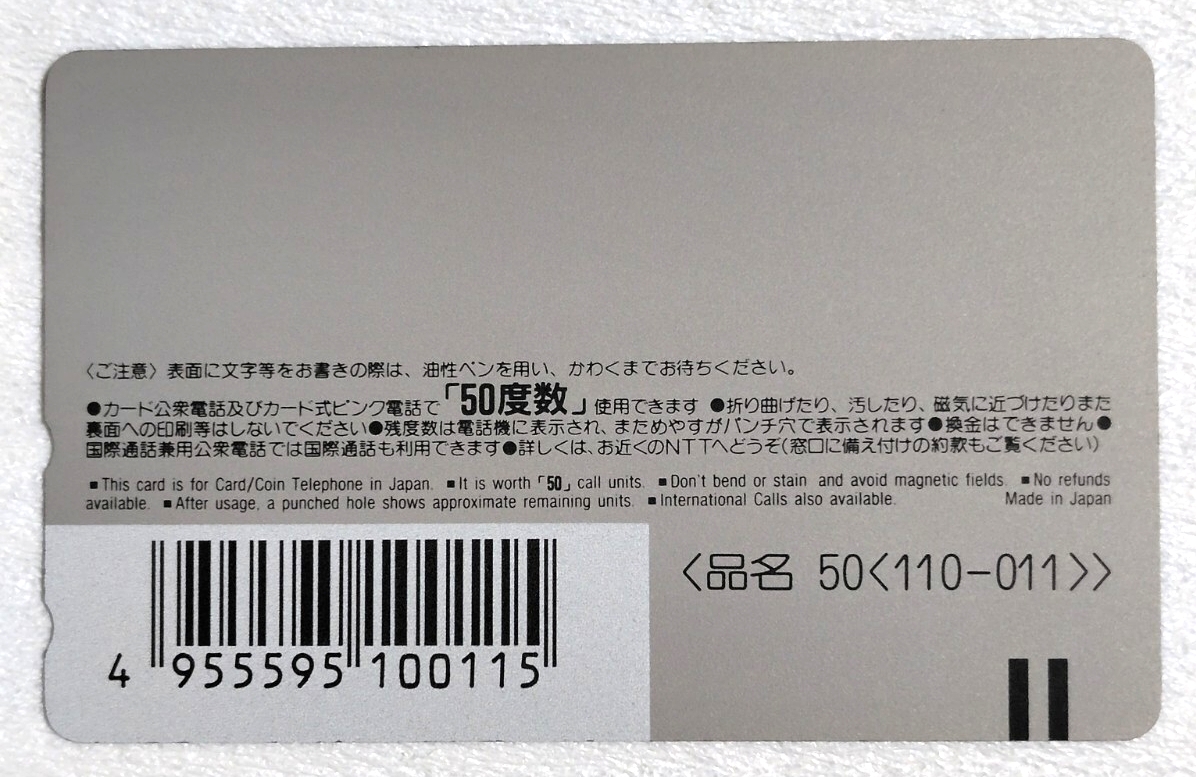 〈ご注意〉表面に文字等をお書きの際は、油性ペンを用い、かわくまでお待ちください。
●カード公衆電話及びカード式ピンク電話で「50度数」使用できます ●折り曲げたり、汚したり、磁気に近づけたりまた
裏面への印刷等はしないでください●残度数は電話機に表示され、まためやすがパンチ穴で表示されます●換金はできません●
国際通話兼用公衆電話では国際通話も利用できます●詳しくは、お近くのNTTへどうぞ(窓口に備え付けの約款もご覧ください)
■This card is for Card/Coin Telephone in Japan. ■It is worth「50」call units. ■Don't bend or stain and avoid magnetic fields. ■No refunds
available. ■After usage, a punched hole shows approximate remaining units. ■International Calls also available. Made in Japan
〈品名 50〈110-011〉〉
4 955595 100115